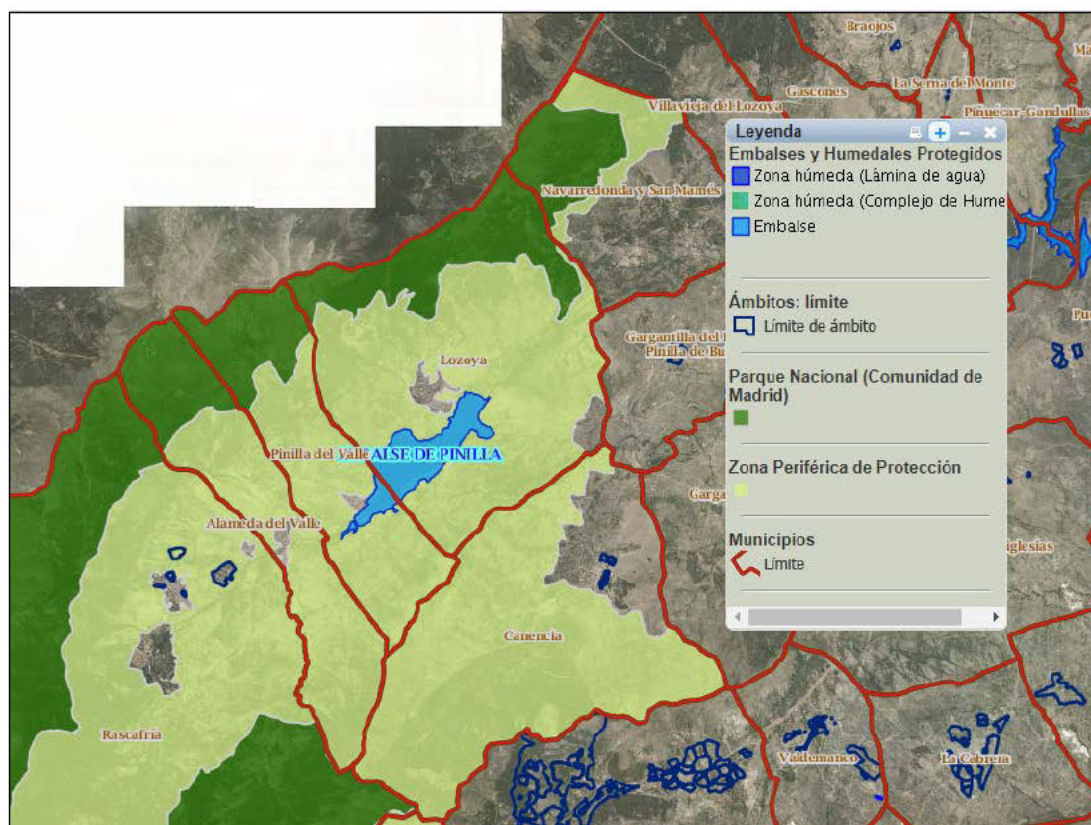 Braojos
La Serna del Monte
Gascones
Villavieja del Lozoya
Piñuécar-Gandullas
Navarredonda y San Mamés
Leyenda
Embalses y Humedales Protegidos
Zona húmeda (Lámina de agua)
Zona húmeda (Complejo de Hume
Embalse
Ámbitos: límite
Límite de ámbito
Parque Nacional (Comunidad de
Madrid)
Zona Periférica de Protección
Municipios
Límite
Gargantilla del
Pinilla de Bu
Lozoya
Pinilla del Valle
ALSE DE PINILLA
Garga
iglesias
Alameda del Valle
Canencia
Rascafría
Valdemanco
La Cabrera